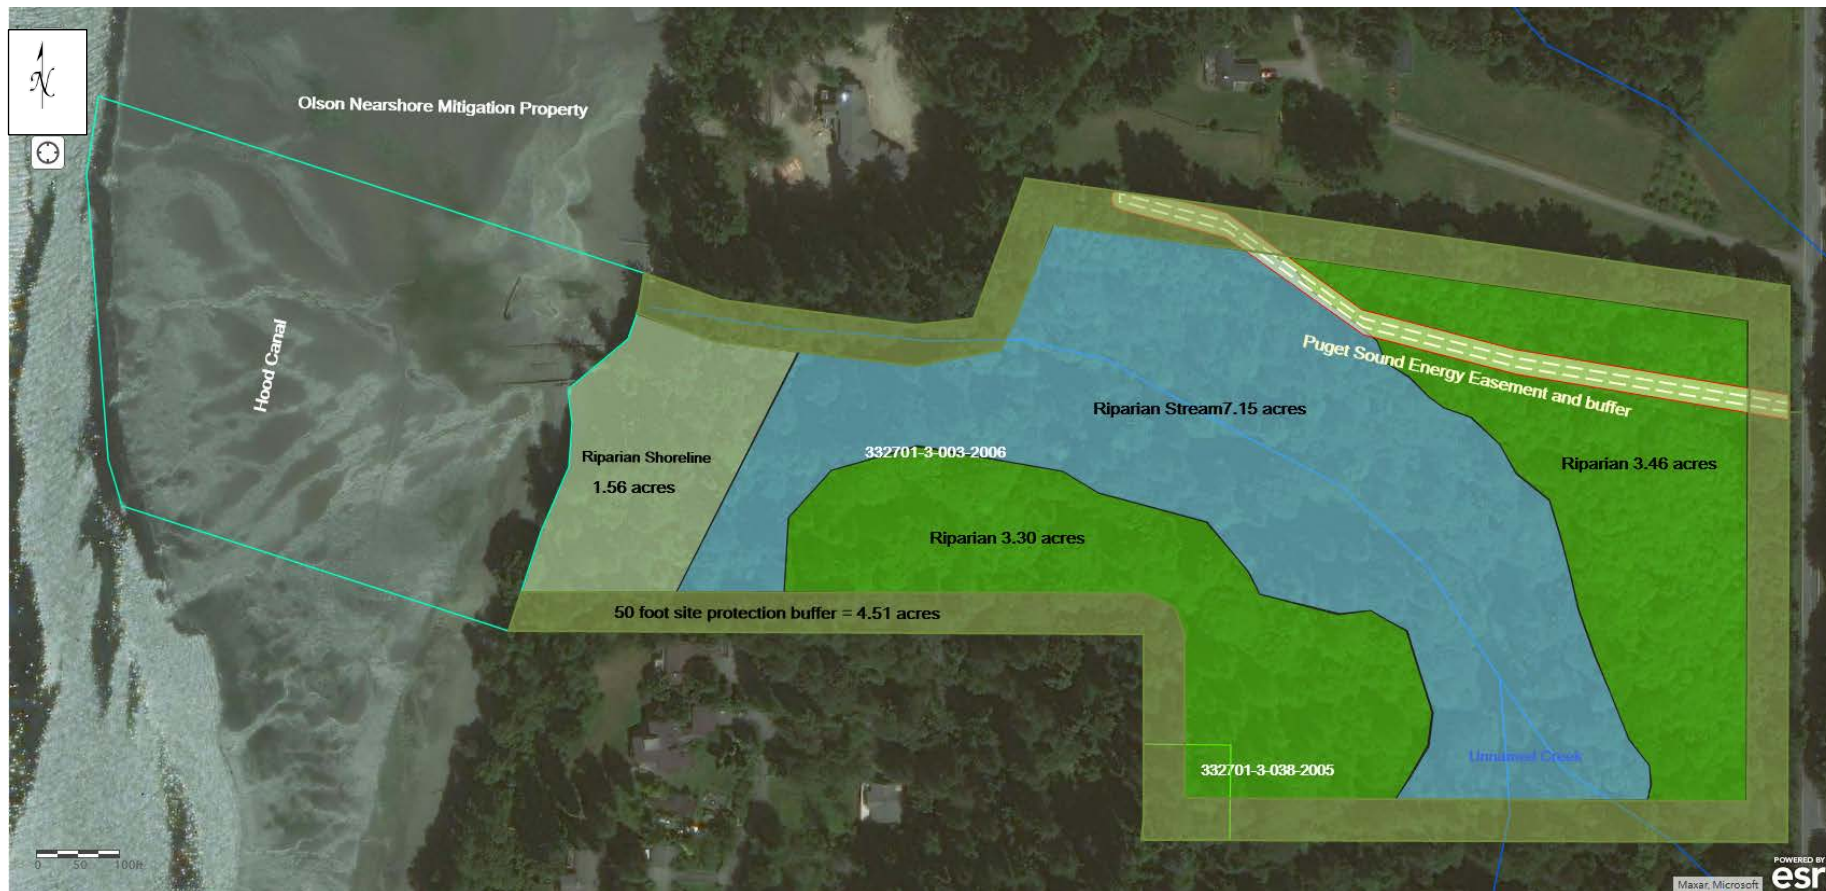 N
Olson Nearshore Mitigation Property
Hood Canal
Puget Sound Energy Easement and buffer
Riparian Stream7.15 acres
332701-3-003-2006
Riparian Shoreline
1.56 acres
Riparian 3.46 acres
Riparian 3.30 acres
50 foot site protection buffer = 4.51 acres
Unnamed Creek
332701-3-038-2005
0 50 100ft
POWERED BY
esri
Maxar, Microsoft